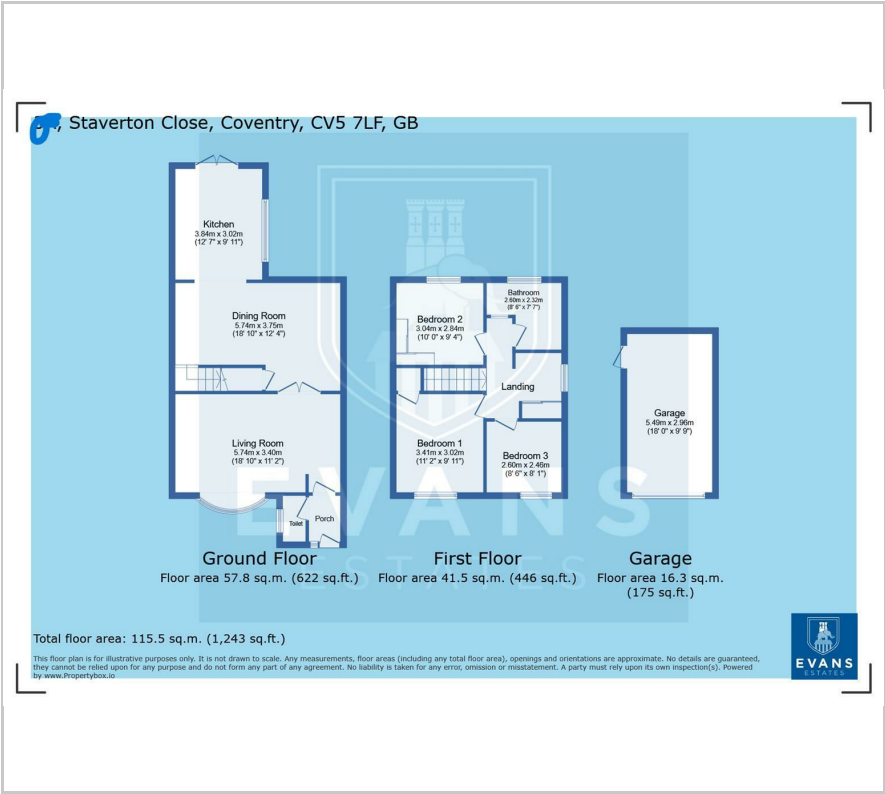 , Staverton Close, Coventry, CV5 7LF, GB
Kitchen
3.84m x 3.02m
(12' 7" x 9' 11")
Dining Room
5.74m x 3.75m
(18' 10" x 12' 4")
Living Room
5.74m x 3.40m
(18' 10" x 11' 2")
Toilet
Porch
Ground Floor
Floor area 57.8 sq.m. (622 sq.ft.)
Bedroom 2
3.04m x 2.84m
(10' 0" x 9' 4")
Bathroom
2.60m x 2.32m
(8' 6" x 7' 7")
Landing
Bedroom 1
3.41m x 3.02m
(11' 2" x 9' 11")
Bedroom 3
2.60m x 2.46m
(8' 6" x 8' 1")
First Floor
Floor area 41.5 sq.m. (446 sq.ft.)
Garage
5.49m x 2.96m
(18' 0" x 9' 9")
Garage
Floor area 16.3 sq.m.
(175 sq.ft.)
EVANS
ESTATES
Total floor area: 115.5 sq.m. (1,243 sq.ft.)
This floor plan is for illustrative purposes only. It is not drawn to scale. Any measurements, floor areas (including any total floor area), openings and orientations are approximate. No details are guaranteed,
they cannot be relied upon for any purpose and do not form any part of any agreement. No liability is taken for any error, omission or misstatement. A party must rely upon its own inspection(s). Powered
by www.Propertybox.io
EVANS
ESTATES